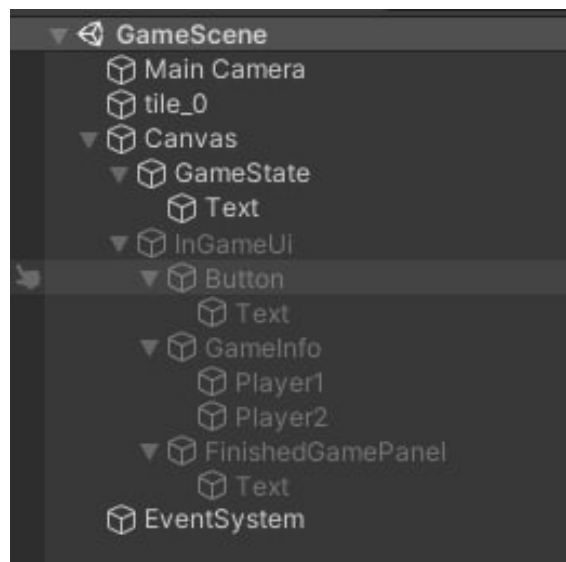 GameScene
Main Camera
tile_0
Canvas
GameState
Text
InGameUi
Button
Text
GameInfo
Player1
Player2
FinishedGamePanel
Text
EventSystem